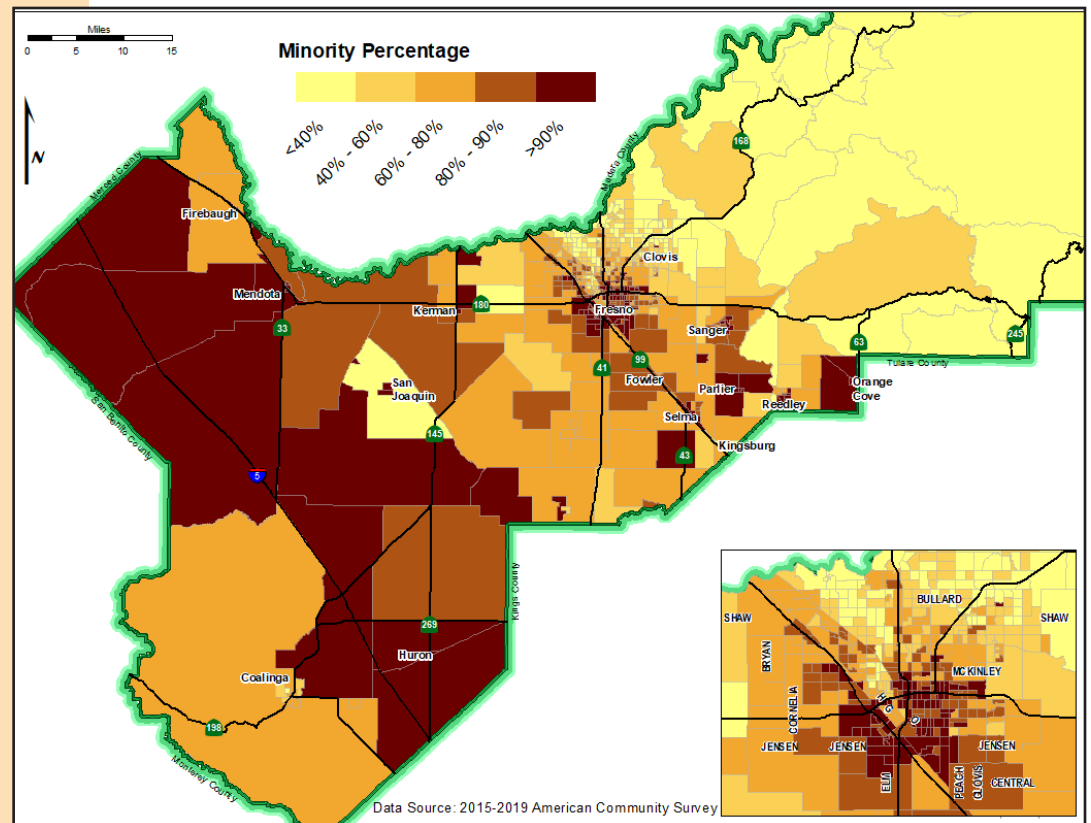 Miles
0 5 10 15
N
Minority Percentage
<40%
40% - 60%
60% - 80%
80% - 90%
>90%
Merced County
Madera County
168
Firebaugh
Clovis
Mendota
Kerman
180
Fresno
33
Sanger
63
245
Tulare County
San Joaquin
41
99
Fowler
Parlier
Orange Cove
Reedley
Selma
145
Kingsburg
San Benito County
43
5
Kings County
269
Huron
Coalinga
198
Monterey County
Data Source: 2015-2019 American Community Survey
BULLARD
SHAW
SHAW
BRYAN
MCKINLEY
CORNELIA
JENSEN
JENSEN
JENSEN
ELM
PEACH
CLOVIS
CENTRAL